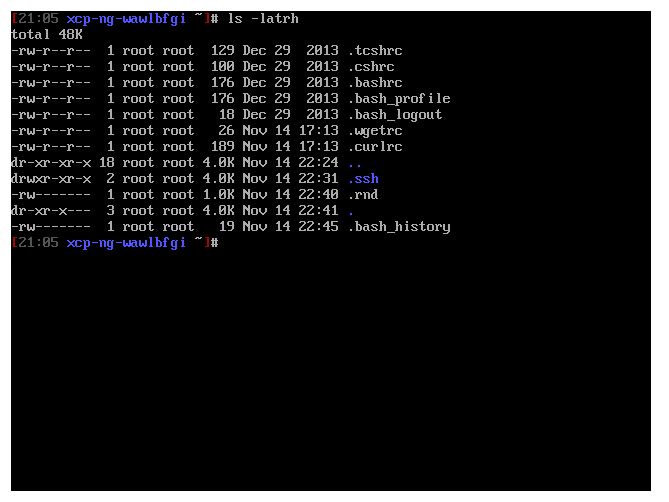 [21:05 xcp-ng-wawlbfgi ~]# ls -latrh
total 48K
-rw-r--r--  1 root root  129 Dec 29  2013 .tcshrc
-rw-r--r--  1 root root  100 Dec 29  2013 .cshrc
-rw-r--r--  1 root root  176 Dec 29  2013 .bashrc
-rw-r--r--  1 root root  176 Dec 29  2013 .bash_profile
-rw-r--r--  1 root root   18 Dec 29  2013 .bash_logout
-rw-r--r--  1 root root   26 Nov 14 17:13 .wgetrc
-rw-r--r--  1 root root  189 Nov 14 17:13 .curlrc
dr-xr-xr-x 18 root root 4.0K Nov 14 22:24 ..
drwxr-xr-x  2 root root 4.0K Nov 14 22:31 .ssh
-rw-------  1 root root 1.0K Nov 14 22:40 .rnd
dr-xr-x---  3 root root 4.0K Nov 14 22:41 .
-rw-------  1 root root   19 Nov 14 22:45 .bash_history
[21:05 xcp-ng-wawlbfgi ~]#